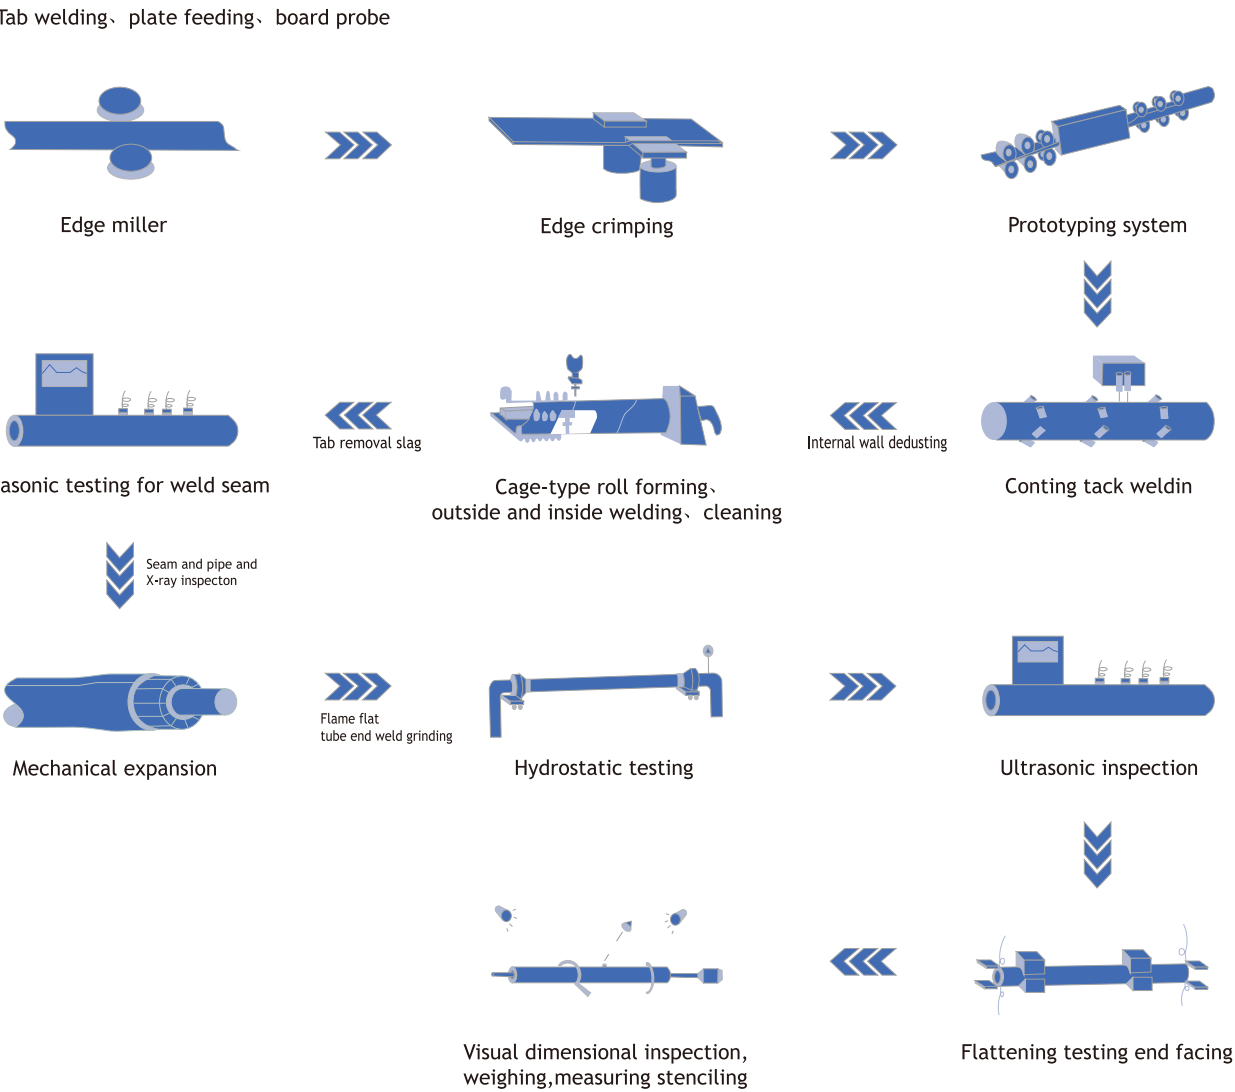 Tab welding、plate feeding、board probe
Edge miller
Edge crimping
Prototyping system
asonic testing for weld seam
Tab removal slag
Cage-type roll forming、
outside and inside welding、cleaning
Internal wall dedusting
Conting tack weldin
Seam and pipe and
X-ray inspecton
Mechanical expansion
Flame flat
tube end weld grinding
Hydrostatic testing
Ultrasonic inspection
Visual dimensional inspection,
weighing,measuring stenciling
Flattening testing end facing